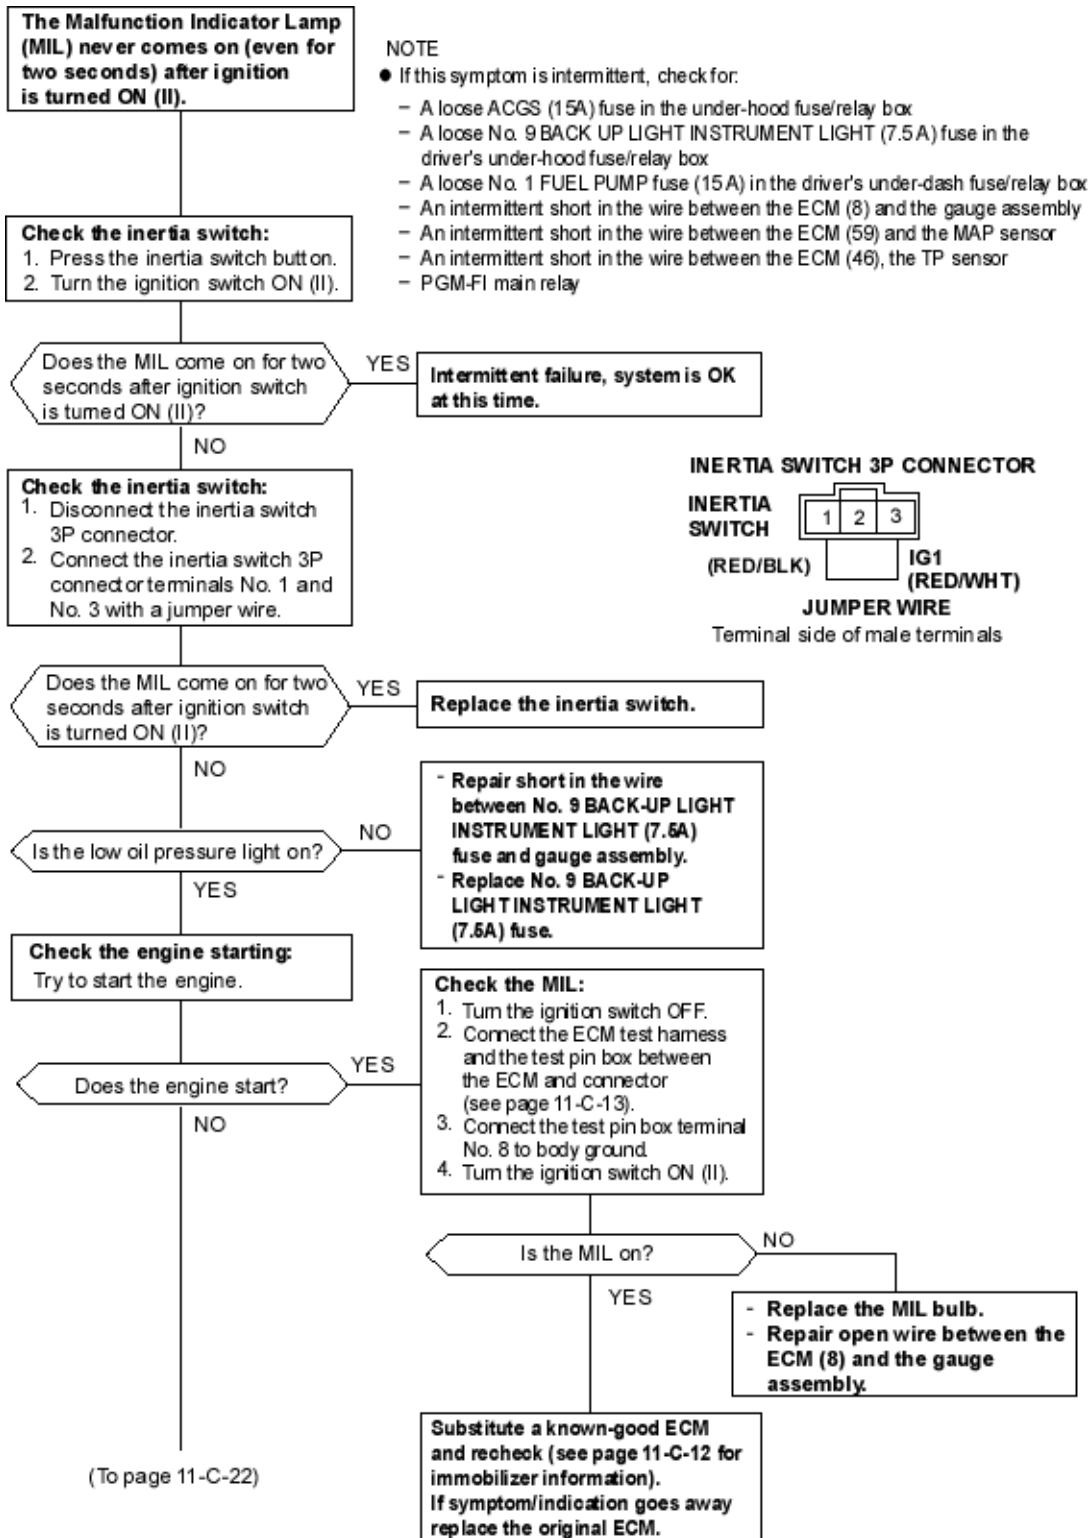 The Malfunction Indicator Lamp
(MIL) never comes on (even for
two seconds) after ignition
is turned ON (II).
NOTE
● If this symptom is intermittent, check for:
– A loose ACGS (15A) fuse in the under-hood fuse/relay box
– A loose No. 9 BACK UP LIGHT INSTRUMENT LIGHT (7.5 A) fuse in the
driver's under-hood fuse/relay box
– A loose No. 1 FUEL PUMP fuse (15 A) in the driver's under-dash fuse/relay box
– An intermittent short in the wire between the ECM (8) and the gauge assembly
– An intermittent short in the wire between the ECM (59) and the MAP sensor
– An intermittent short in the wire between the ECM (46), the TP sensor
– PGM-FI main relay
Check the inertia switch:
1. Press the inertia switch button.
2. Turn the ignition switch ON (II).
Does the MIL come on for two
seconds after ignition switch
is turned ON (II)?
YES
Intermittent failure, system is OK
at this time.
NO
Check the inertia switch:
1. Disconnect the inertia switch
3P connector.
2. Connect the inertia switch 3P
connector terminals No. 1 and
No. 3 with a jumper wire.
INERTIA SWITCH 3P CONNECTOR
INERTIA
SWITCH
1 2 3
(RED/BLK)
IG1
(RED/WHT)
JUMPER WIRE
Terminal side of male terminals
Does the MIL come on for two
seconds after ignition switch
is turned ON (II)?
YES
Replace the inertia switch.
NO
Is the low oil pressure light on?
NO
- Repair short in the wire
between No. 9 BACK-UP LIGHT
INSTRUMENT LIGHT (7.5A)
fuse and gauge assembly.
- Replace No. 9 BACK-UP
LIGHT INSTRUMENT LIGHT
(7.5A) fuse.
YES
Check the engine starting:
Try to start the engine.
Does the engine start?
YES
Check the MIL:
1. Turn the ignition switch OFF.
2. Connect the ECM test harness
and the test pin box between
the ECM and connector
(see page 11-C-13).
3. Connect the test pin box terminal
No. 8 to body ground.
4. Turn the ignition switch ON (II).
NO
Is the MIL on?
NO
- Replace the MIL bulb.
- Repair open wire between the
ECM (8) and the gauge
assembly.
YES
Substitute a known-good ECM
and recheck (see page 11-C-12 for
immobilizer information).
If symptom/indication goes away
replace the original ECM.
(To page 11-C-22)